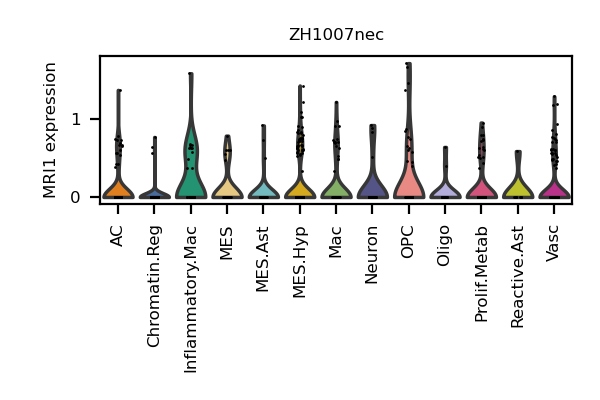 ZH1007nec
MRI1 expression
1
0
AC
Chromatin.Reg
Inflammatory.Mac
MES
MES.Ast
MES.Hyp
Mac
Neuron
OPC
Oligo
Prolif.Metab
Reactive.Ast
Vasc